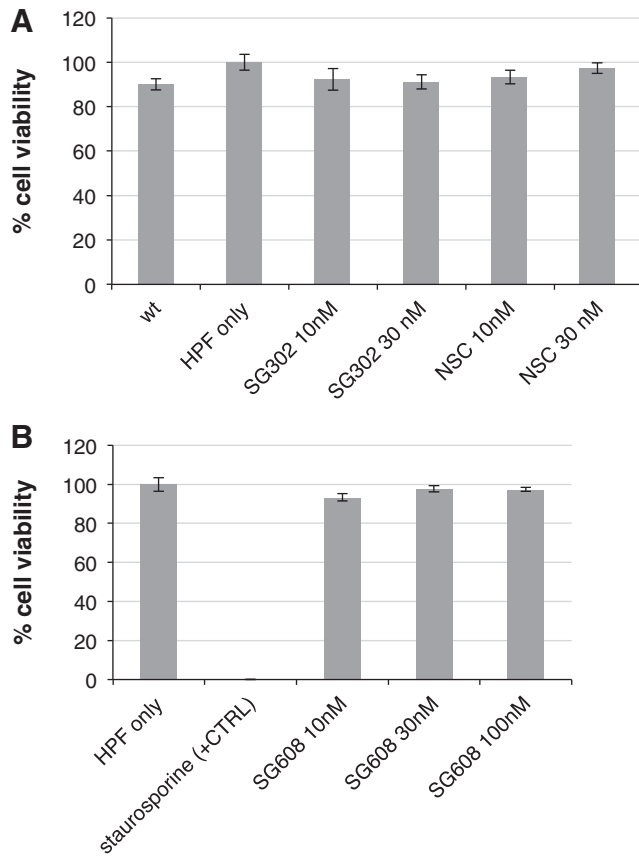 A
120
100
80
60
40
20
0
% cell viability
wt
HPF only
SG302 10nM
SG302 30 nM
NSC 10nM
NSC 30 nM
B
120
100
80
60
40
20
0
% cell viability
HPF only
staurosporine (+CTRL)
SG608 10nM
SG608 30nM
SG608 100nM